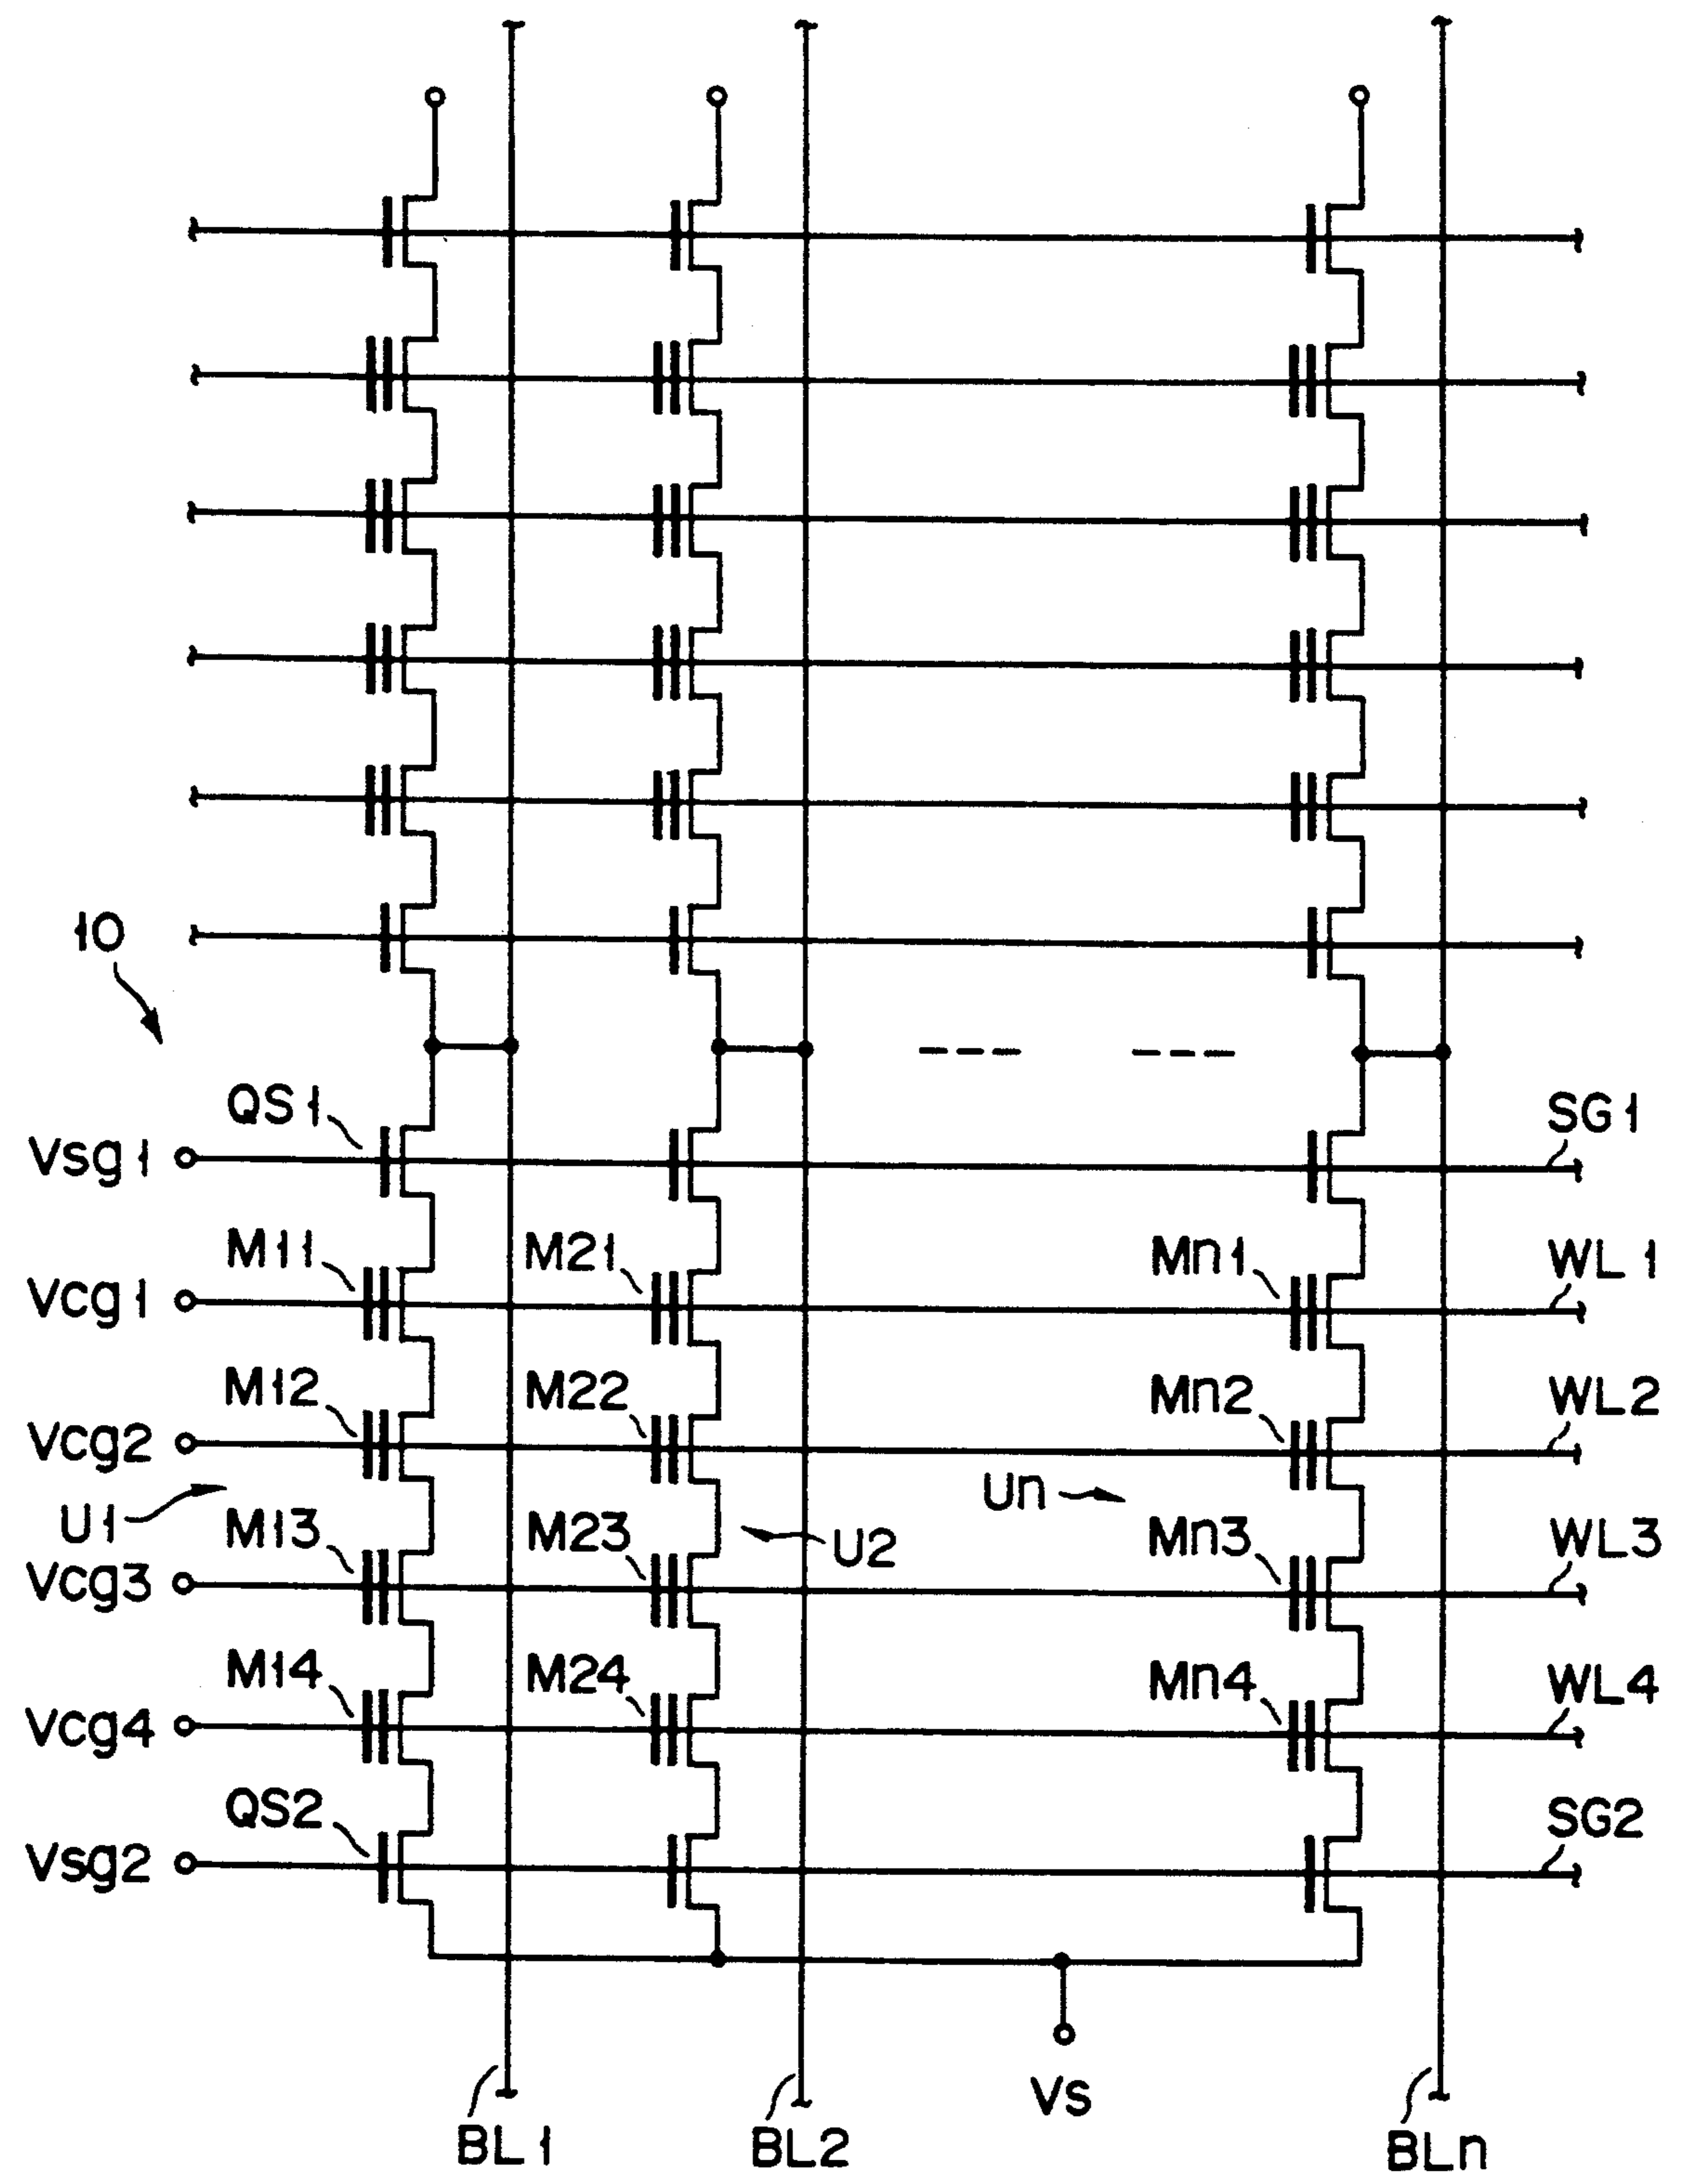 10
QS1
SG1
Vsg1
M11
M21
Mn1
WL1
Vcg1
M12
M22
Mn2
WL2
Vcg2
U1
Un
M13
M23
U2
Mn3
WL3
Vcg3
M14
M24
Mn4
WL4
Vcg4
QS2
SG2
Vsg2
Vs
BL1
BL2
BLn